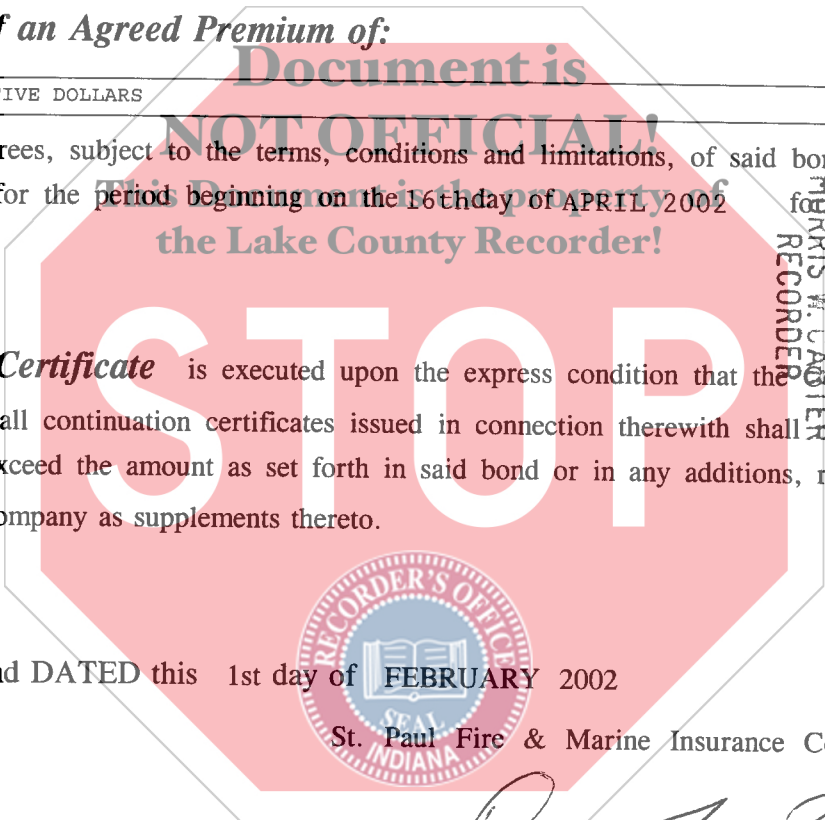 an Agreed Premium of:
Document is
IVE DOLLARS
NOT OFFICIAL!
rees, subject to the terms, conditions and limitations, of said bon
for the period beginning on the 16thday of APRIL 2002
This Document is the property of
the Lake County Recorder!
MORRIS W. CARTER
RECORDER
STOP
Certificate is executed upon the express condition that the
all continuation certificates issued in connection therewith shall
xceed the amount as set forth in said bond or in any additions,
ompany as supplements thereto.
RECORDER'S OFFICE
SEAL
INDIANA
nd DATED this 1st day of FEBRUARY 2002
St. Paul Fire & Marine Insurance Co